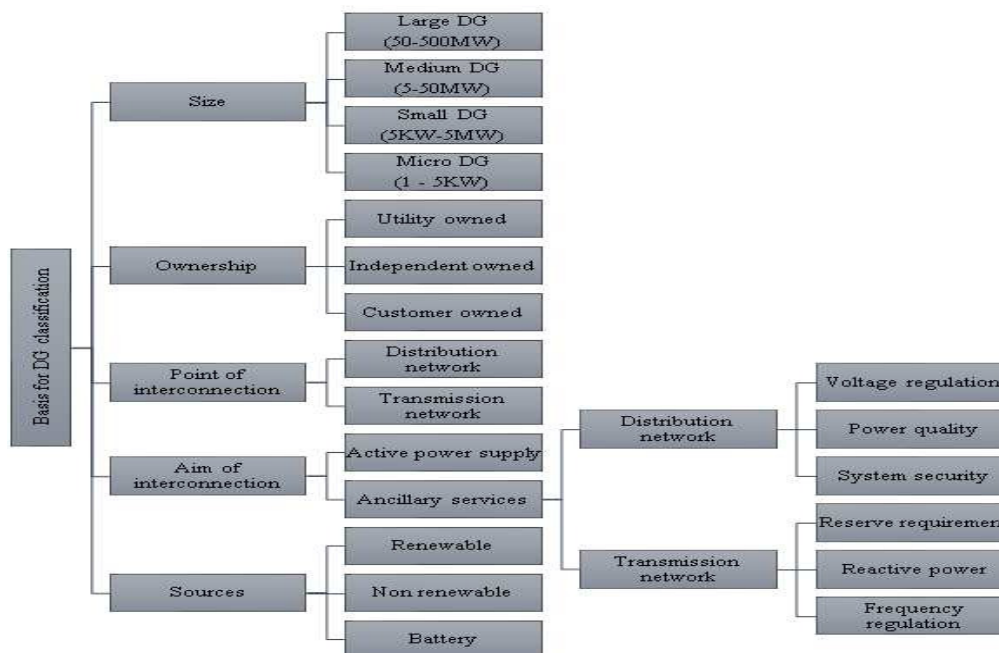 Basis for DG classification
Size
Large DG
(50-500MW)
Medium DG
(5-50MW)
Small DG
(5KW-5MW)
Micro DG
(1 - 5KW)
Ownership
Utility owned
Independent owned
Customer owned
Point of
interconnection
Distribution
network
Transmission
network
Aim of
interconnection
Active power supply
Ancillary services
Distribution
network
Voltage regulation
Power quality
System security
Transmission
network
Reserve requirement
Reactive power
Frequency
regulation
Sources
Renewable
Non renewable
Battery